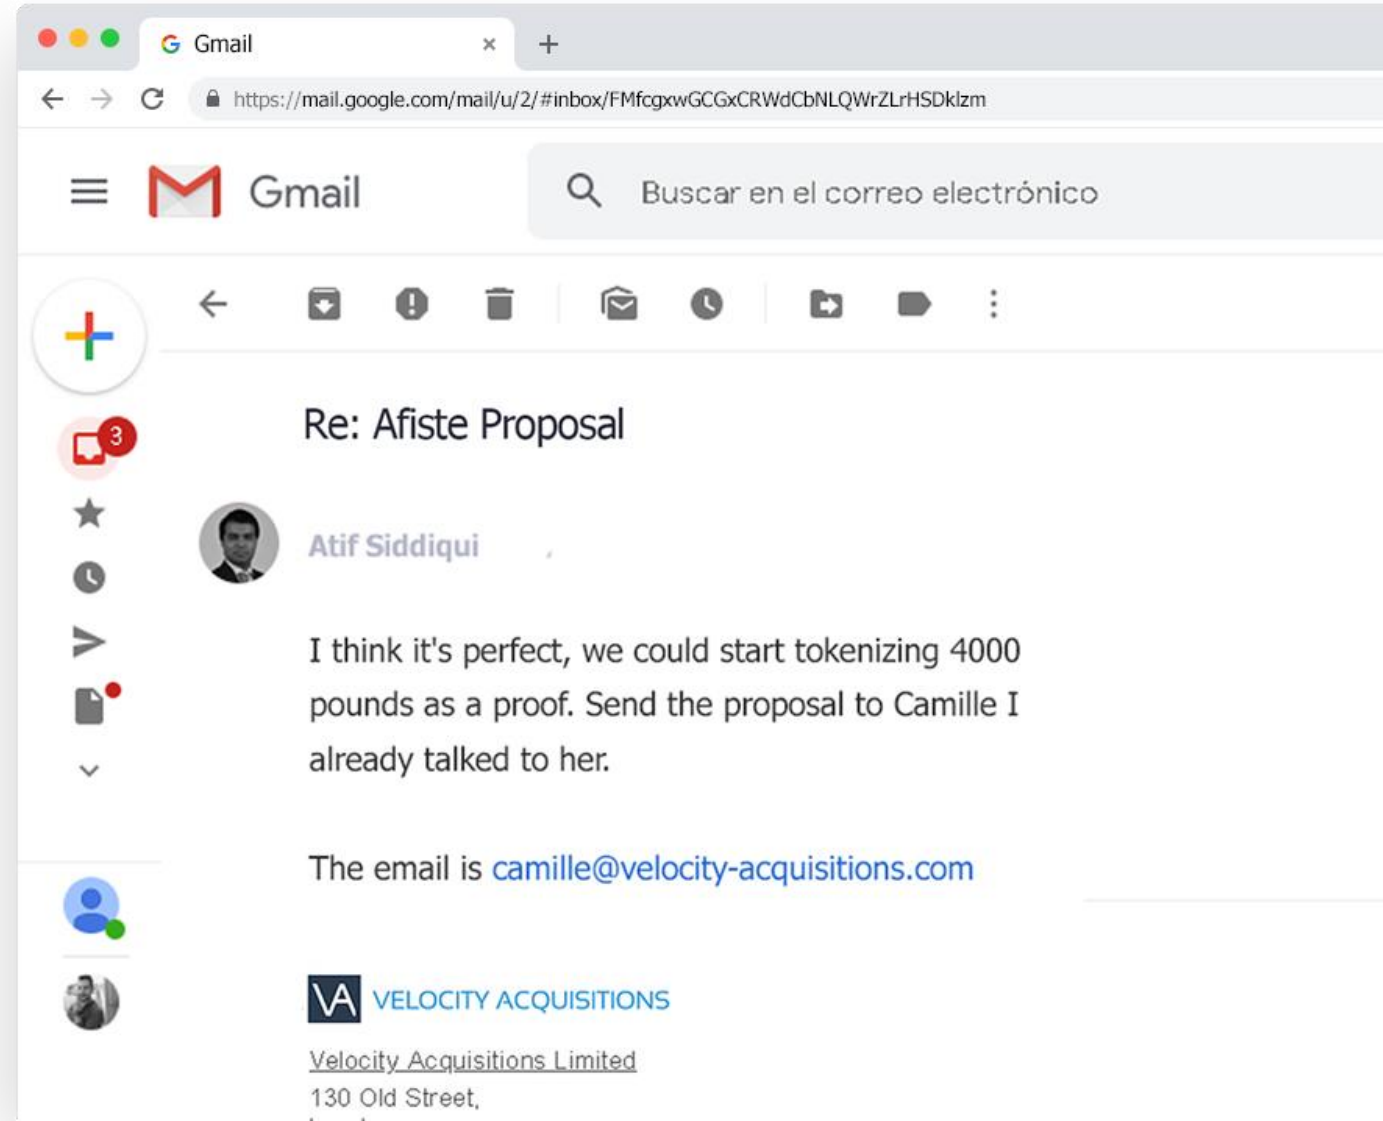 Gmail
https://mail.google.com/mail/u/2/#inbox/FMfcgxwGCGxCRWdCbNLQWrZLrHSDklzm
Gmail
Buscar en el correo electrónico
Re: Afiste Proposal
3
Atif Siddiqui
I think it's perfect, we could start tokenizing 4000
pounds as a proof. Send the proposal to Camille I
already talked to her.
The email is camille@velocity-acquisitions.com
VA VELOCITY ACQUISITIONS
Velocity Acquisitions Limited
130 Old Street,